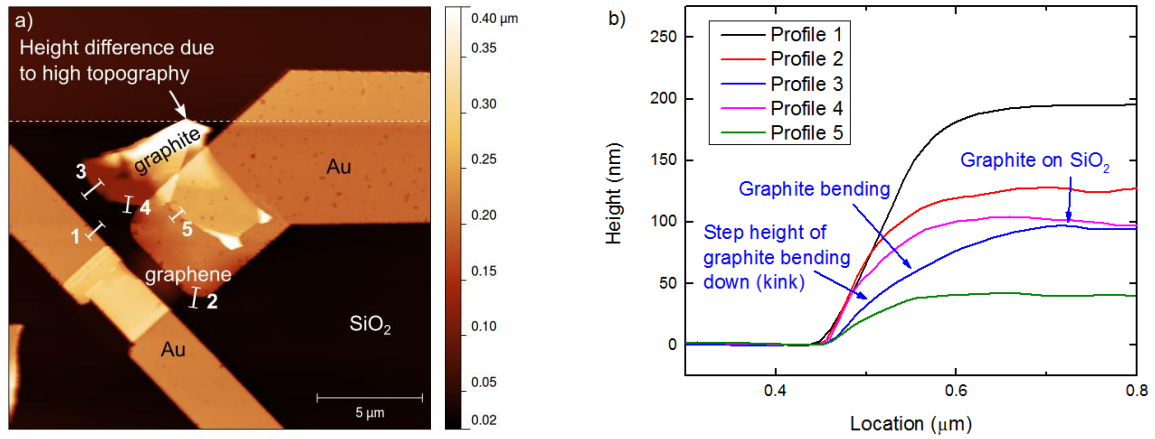 a)
Height difference due
to high topography
graphite
Au
3
4
5
1
graphene
2
SiO₂
Au
5 µm
0.40 µm
0.35
0.30
0.25
0.20
0.15
0.10
0.05
0.02
b)
Height (nm)
250
200
150
100
50
0
Profile 1
Profile 2
Profile 3
Profile 4
Profile 5
Graphite on SiO₂
Graphite bending
Step height of
graphite bending
down (kink)
0.4
0.6
0.8
Location (µm)